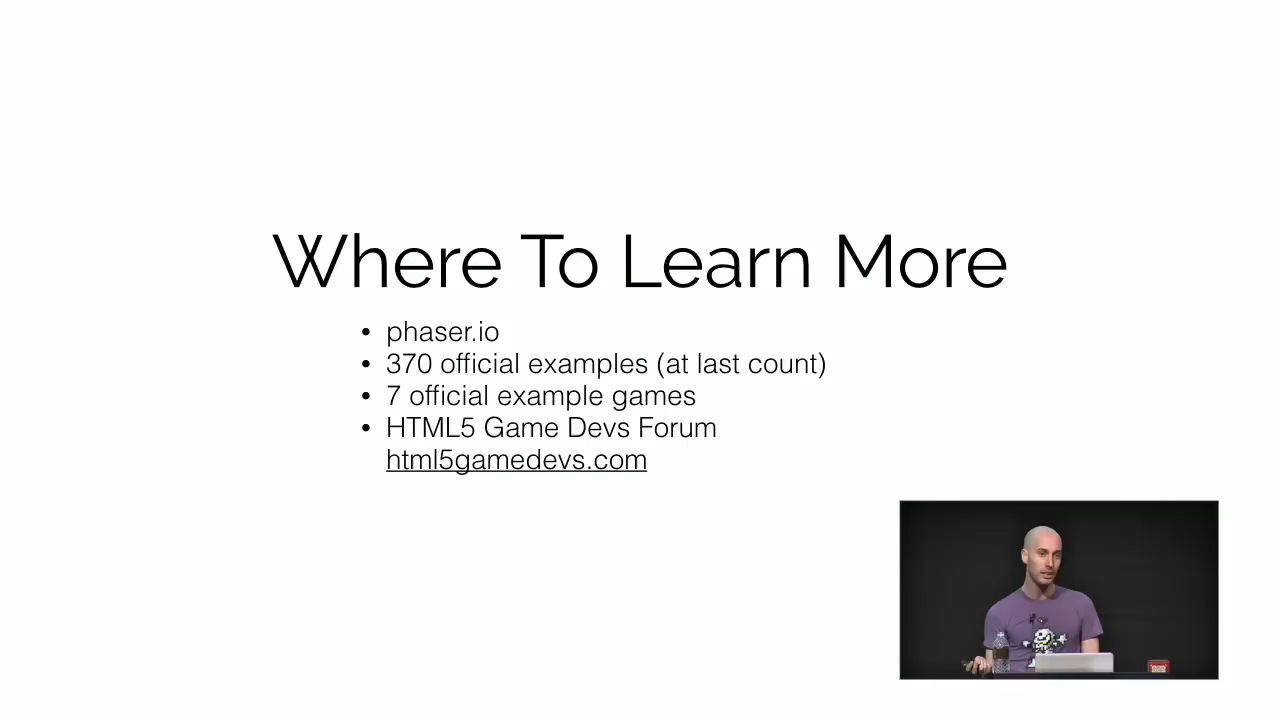 Where To Learn More
• phaser.io
• 370 official examples (at last count)
• 7 official example games
• HTML5 Game Devs Forum
html5gamedevs.com